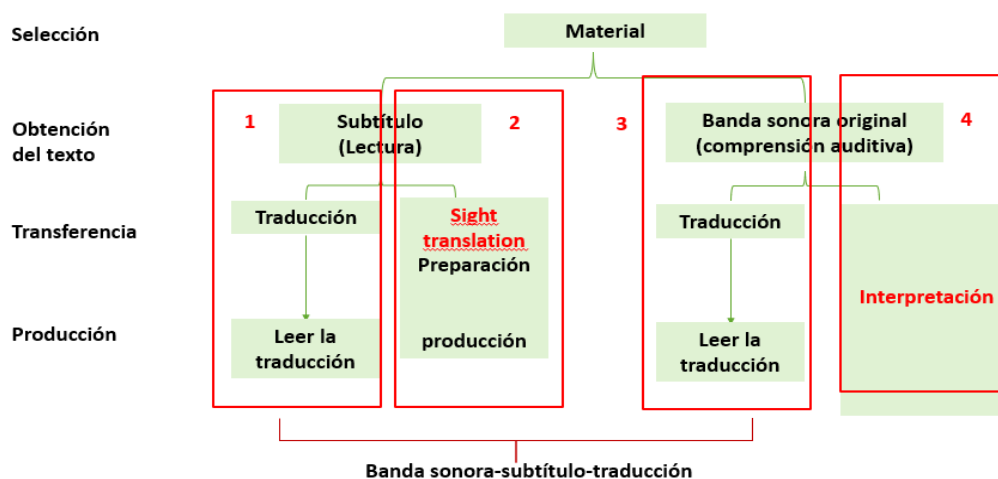 Selección
Material
Obtención
del texto
1
Subtítulo
(Lectura)
2
3
Banda sonora original
(comprensión auditiva)
4
Transferencia
Traducción
Sight
translation
Preparación
Traducción
Interpretación
Producción
Leer la
traducción
producción
Leer la
traducción
Banda sonora-subtítulo-traducción